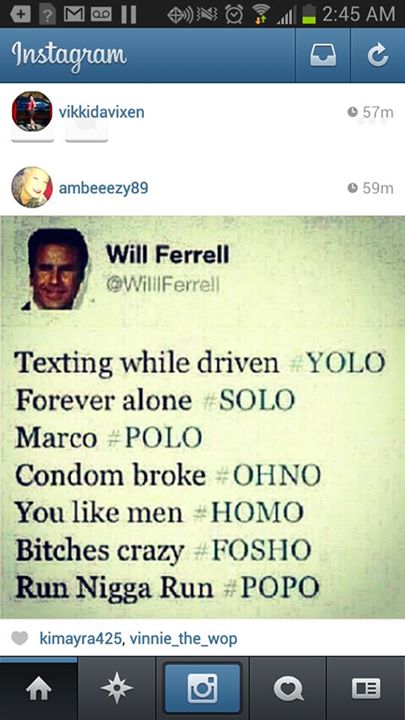 2:45 AM
Instagram
vikkidavixen
57m
ambeeezy89
59m
Will Ferrell
@WilllFerrell
Texting while driven #YOLO
Forever alone #SOLO
Marco #POLO
Condom broke #OHNO
You like men #HOMO
Bitches crazy #FOSHO
Run Nigga Run #POPO
kimayra425, vinnie_the_wop